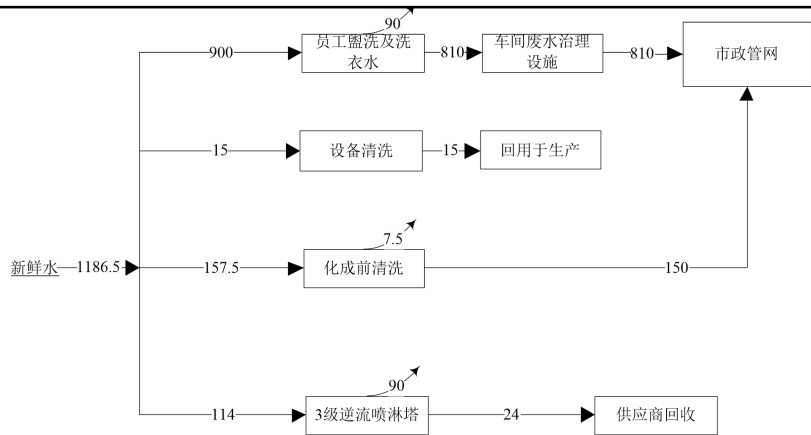 90
900
员工盥洗及洗
衣水
810
车间废水治理
设施
810
市政管网
15
设备清洗
15
回用于生产
7.5
新鲜水
1186.5
157.5
化成前清洗
150
90
114
3级逆流喷淋塔
24
供应商回收